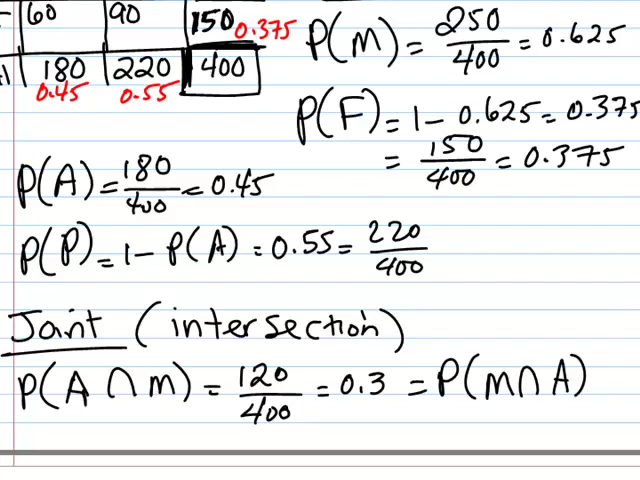 60 90 150 0.375
180 220 400
0.45 0.55
P(M) = 250/400 = 0.625
P(F) = 1 - 0.625 = 0.375
= 150/400 = 0.375
P(A) = 180/400 = 0.45
P(P) = 1 - P(A) = 0.55 = 220/400
Joint (intersection)
P(A ∩ M) = 120/400 = 0.3 = P(M ∩ A)